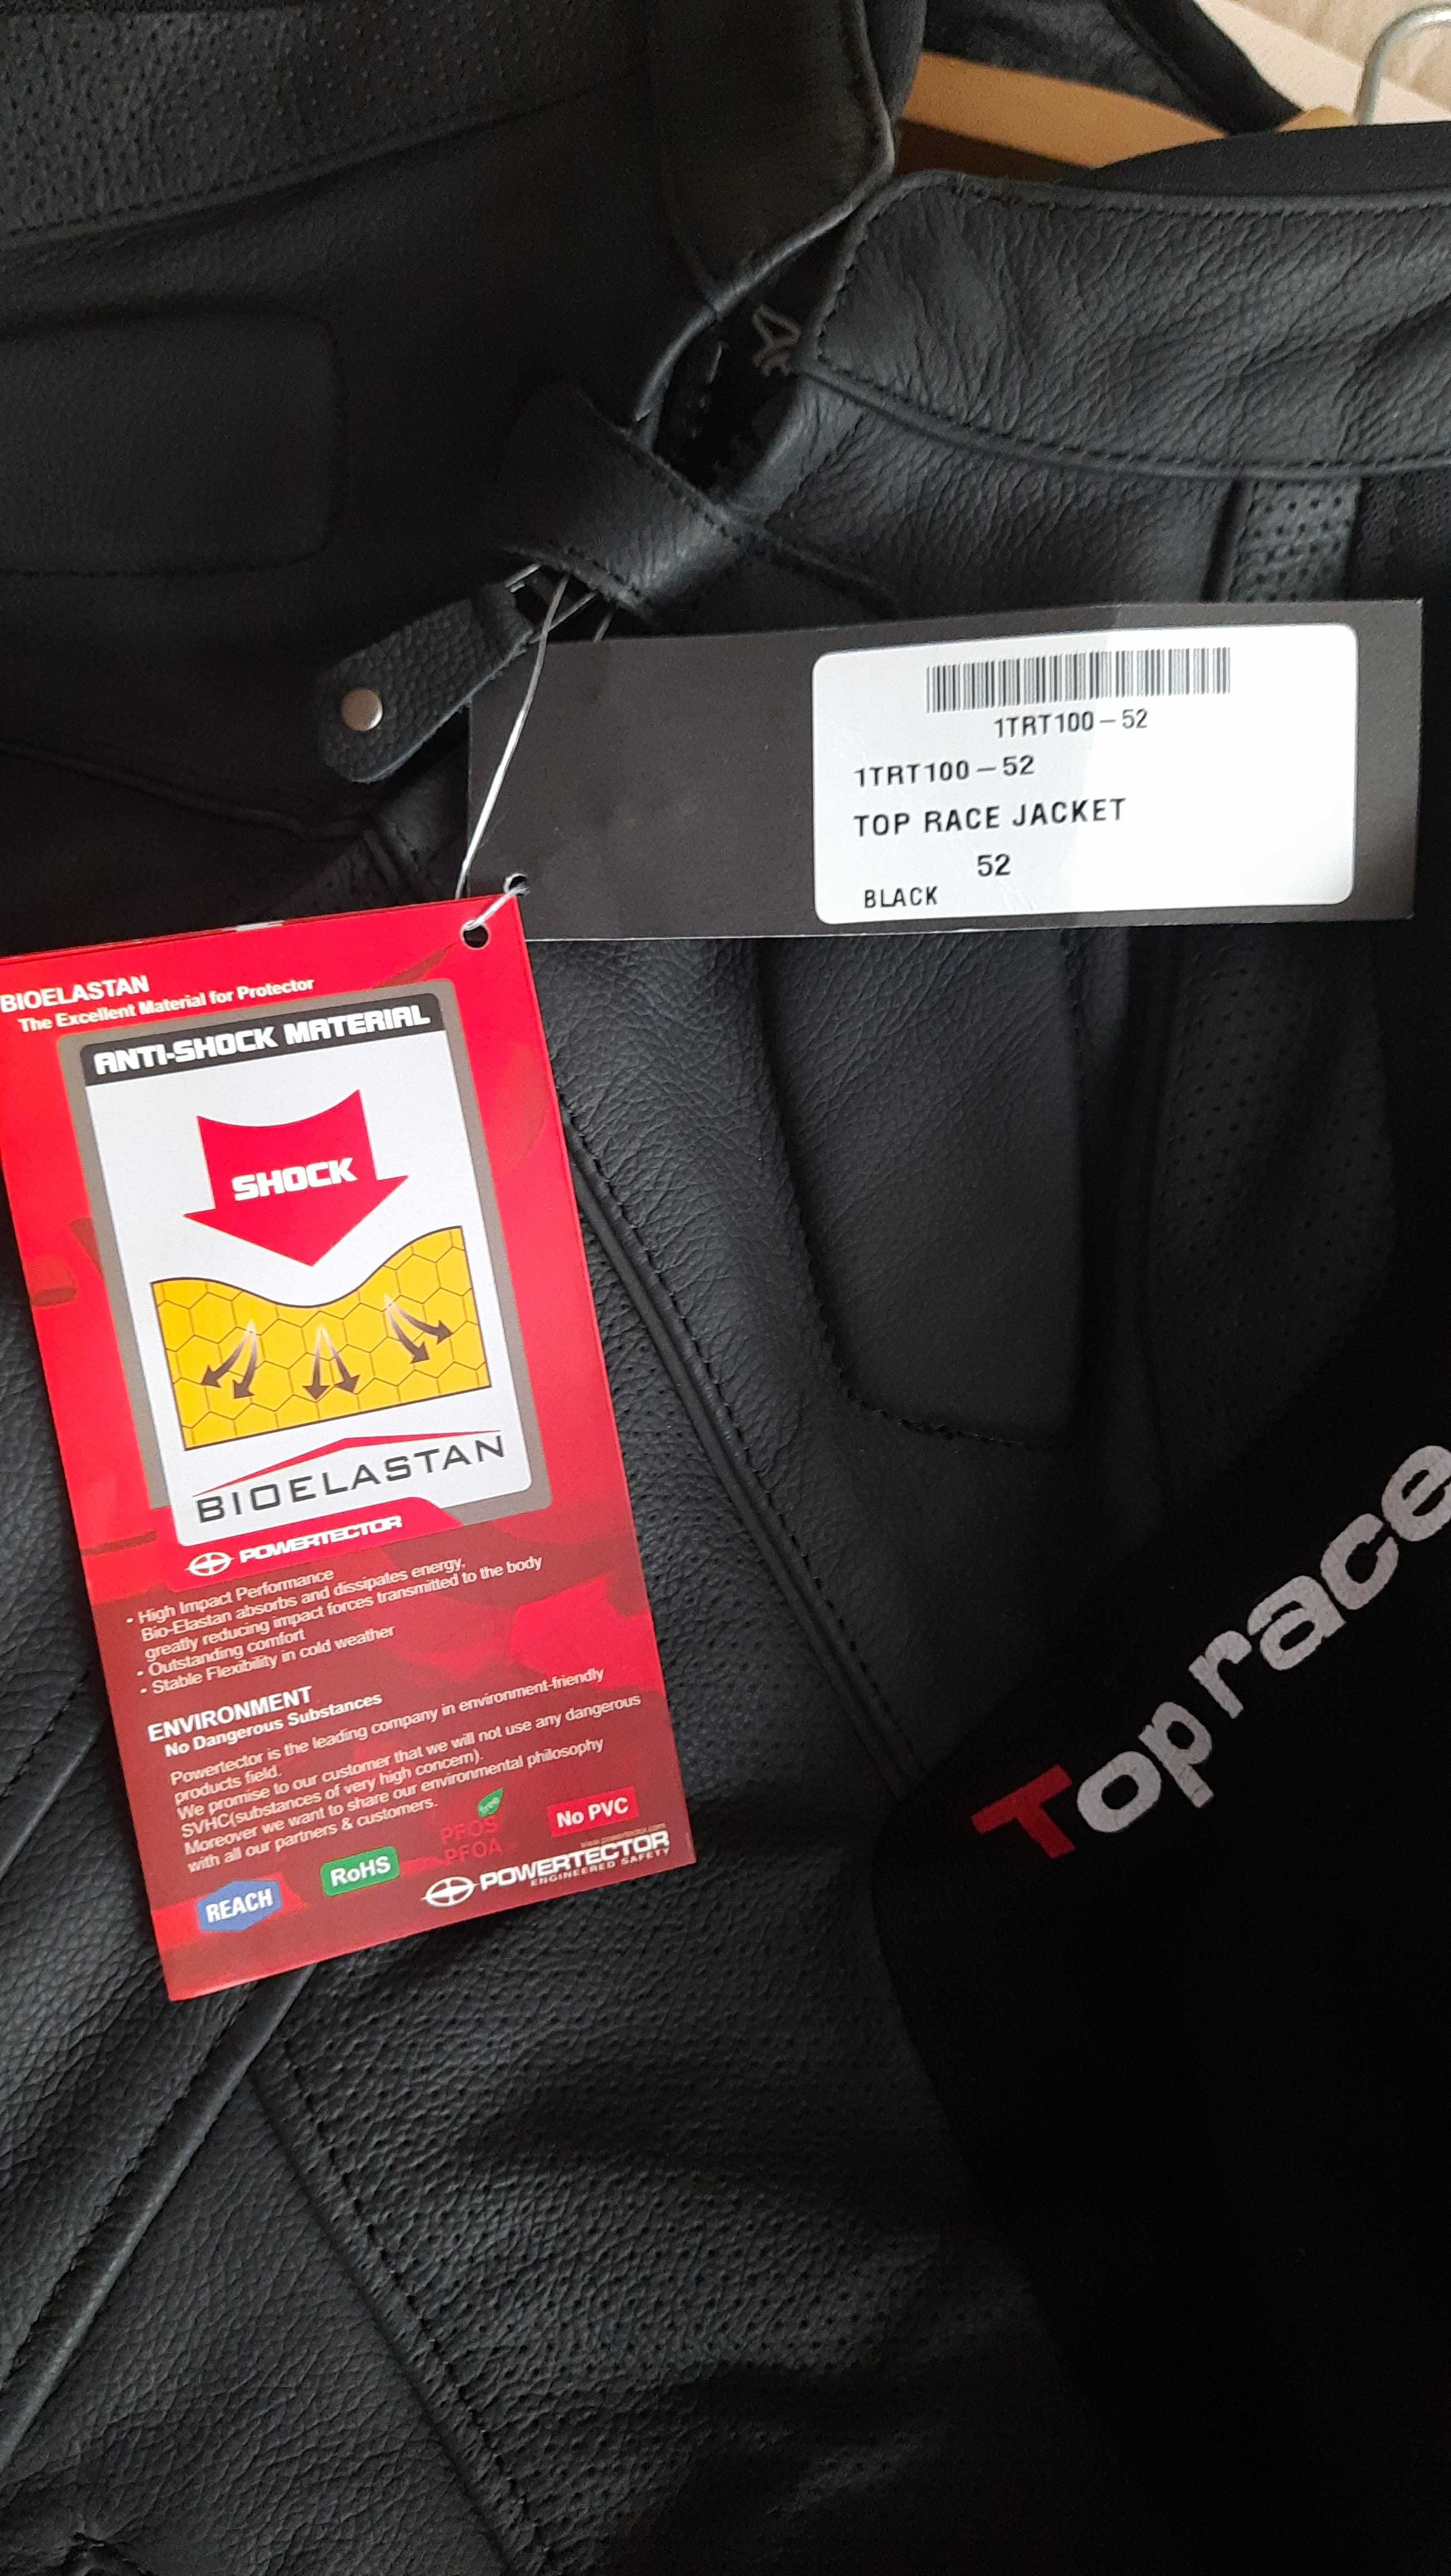 1TRT100-52
1TRT100-52
TOP RACE JACKET
52
BLACK
BIOELASTAN
The Excellent Material for Protector
ANTI-SHOCK MATERIAL
SHOCK
BIOELASTAN
POWERTECTOR
• High Impact Performance
Bio-Elastan absorbs and dissipates energy,
greatly reducing impact forces transmitted to the body
• Outstanding comfort
• Stable Flexibility in cold weather
ENVIRONMENT
No Dangerous Substances
Powertector is the leading company in environment-friendly
products field.
We promise to our customer that we will not use any dangerous
SVHC(substances of very high concern).
Moreover we want to share our environmental philosophy
with all our partners & customers.
REACH
RoHS
free
PFOS
PFOA
No PVC
www.powertector.com
POWERTECTOR
ENGINEERED SAFETY
Top race